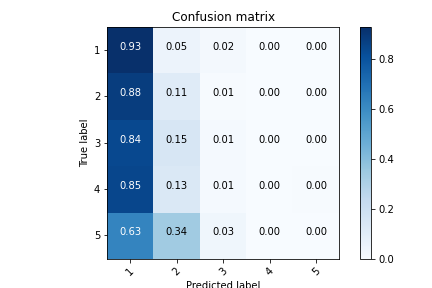 Confusion matrix
True label
1 0.93 0.05 0.02 0.00 0.00
2 0.88 0.11 0.01 0.00 0.00
3 0.84 0.15 0.01 0.00 0.00
4 0.85 0.13 0.01 0.00 0.00
5 0.63 0.34 0.03 0.00 0.00
1 2 3 4 5
Predicted label
0.8
0.6
0.4
0.2
0.0